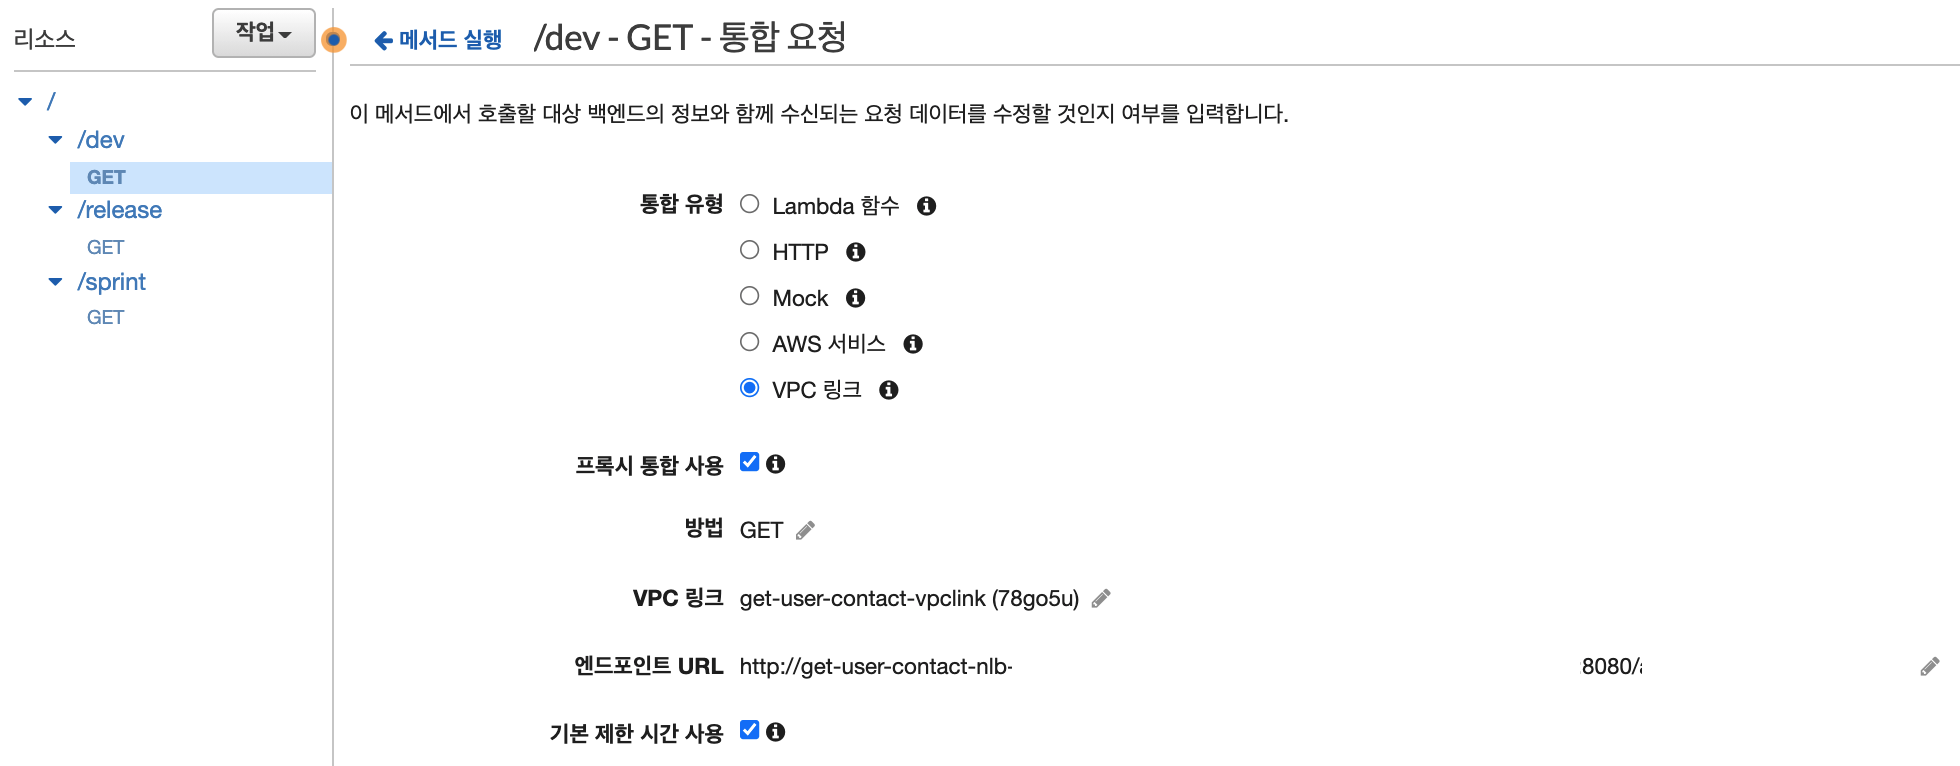 리소스
작업
/
/dev
GET
/release
GET
/sprint
GET
메서드 실행
/dev - GET - 통합 요청
이 메서드에서 호출할 대상 백엔드의 정보와 함께 수신되는 요청 데이터를 수정할 것인지 여부를 입력합니다.
통합 유형 Lambda 함수
HTTP
Mock
AWS 서비스
VPC 링크
프록시 통합 사용
방법 GET
VPC 링크 get-user-contact-vpclink (78go5u)
엔드포인트 URL http://get-user-contact-nlb- :8080/
기본 제한 시간 사용